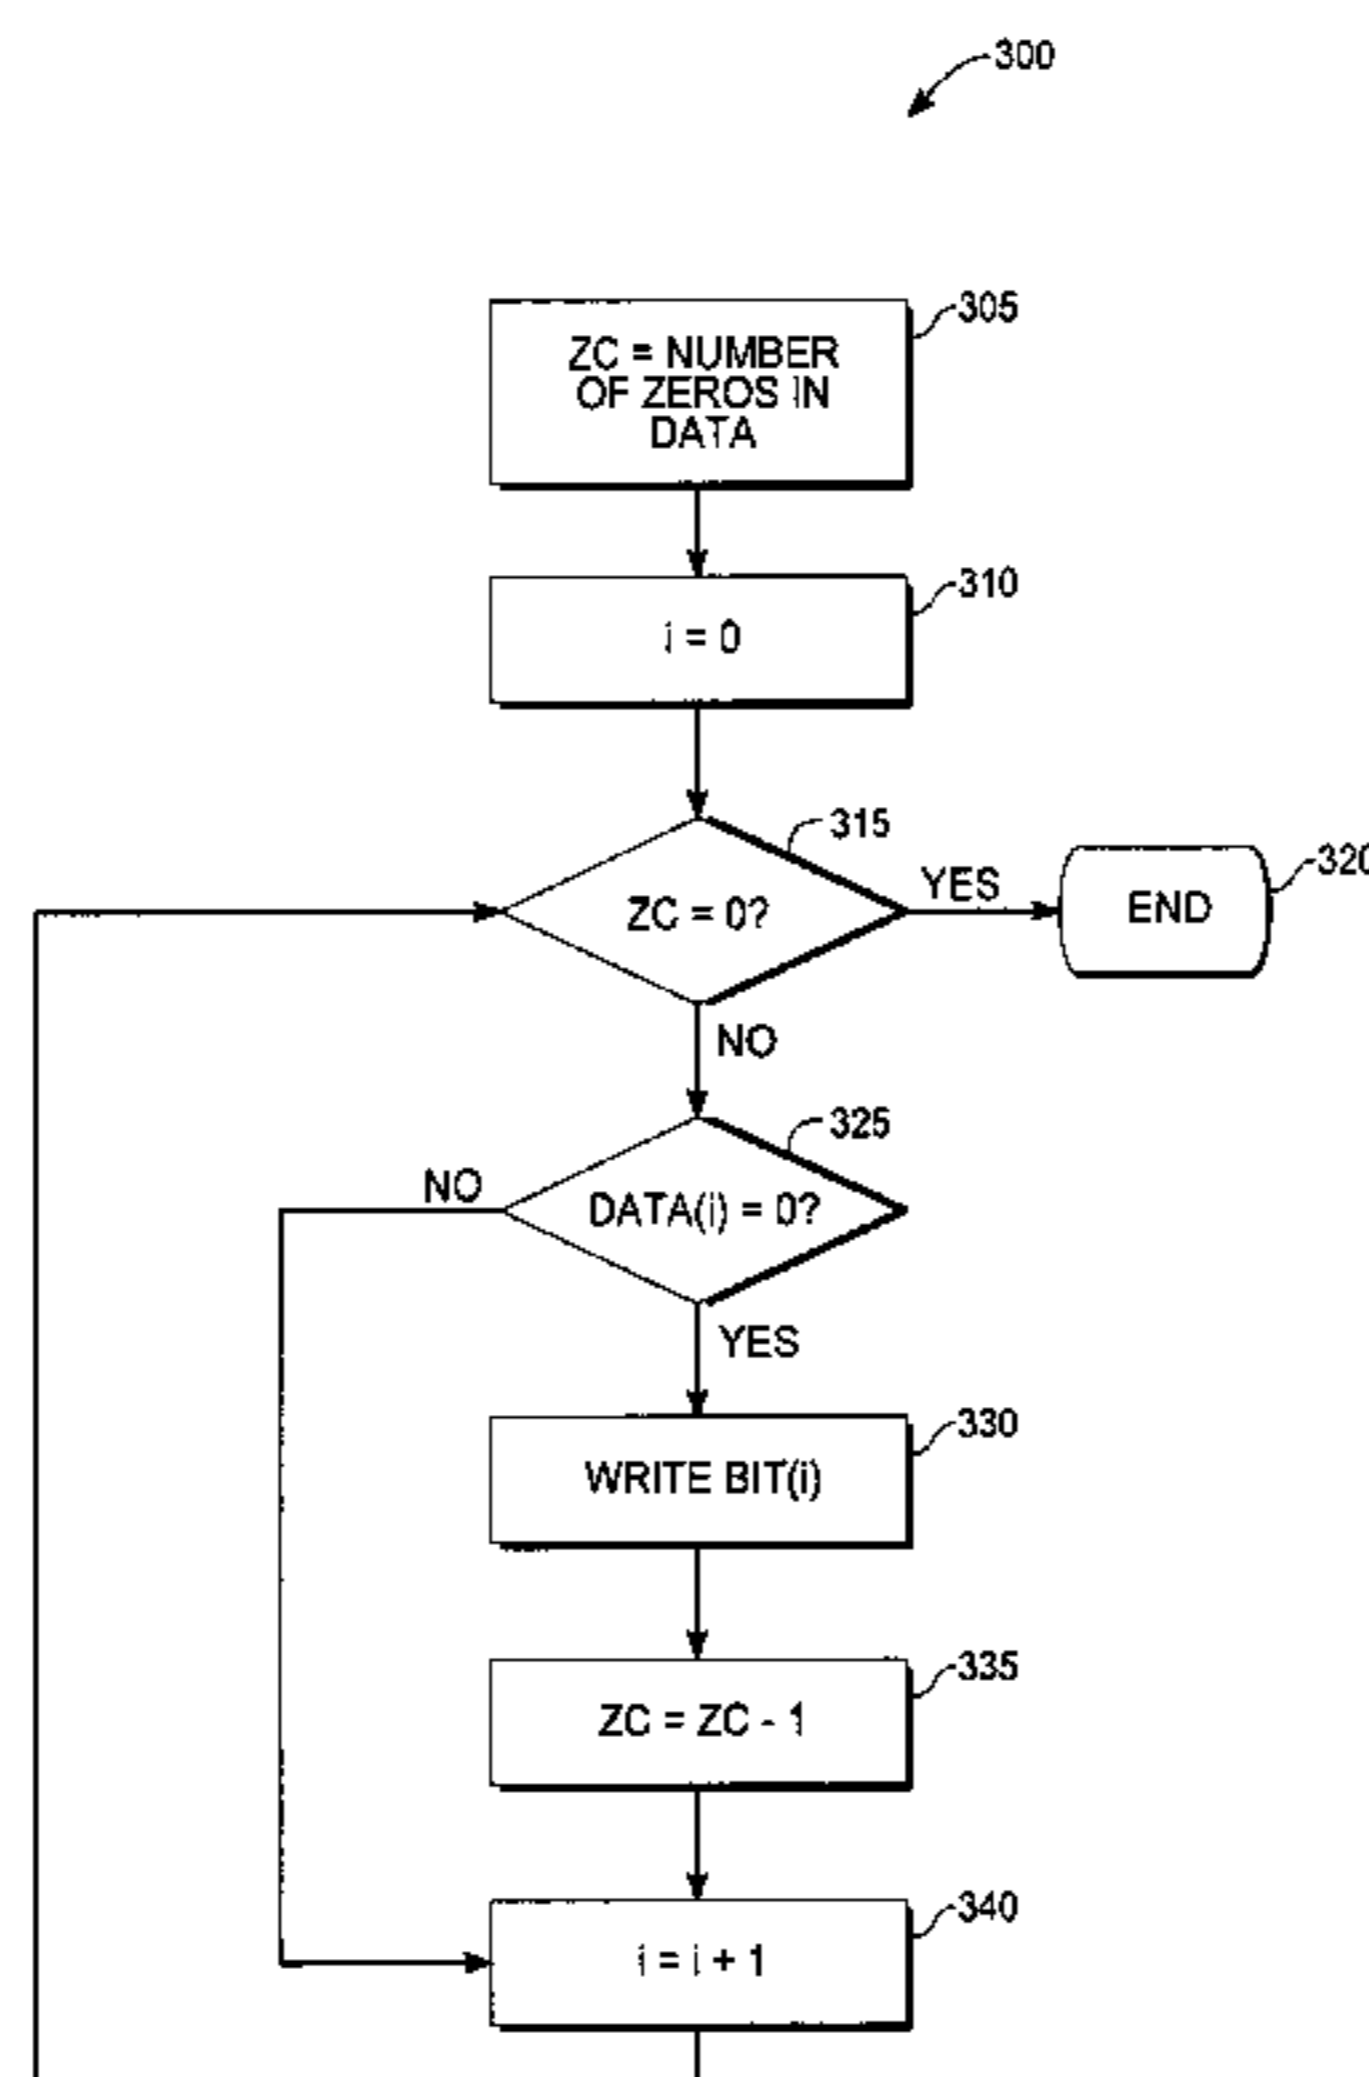 300
305
ZC = NUMBER
OF ZEROS IN
DATA
310
i = 0
315
ZC = 0?
YES
END
320
NO
325
NO
DATA(i) = 0?
YES
330
WRITE BIT(i)
335
ZC = ZC - 1
340
i = i + 1